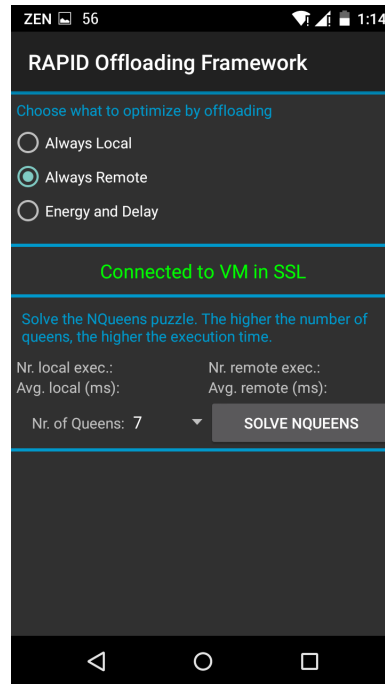 ZEN 56 1:14
RAPID Offloading Framework
Choose what to optimize by offloading
Always Local
Always Remote
Energy and Delay
Connected to VM in SSL
Solve the NQueens puzzle. The higher the number of
queens, the higher the execution time.
Nr. local exec.: Nr. remote exec.:
Avg. local (ms): Avg. remote (ms):
Nr. of Queens: 7 SOLVE NQUEENS